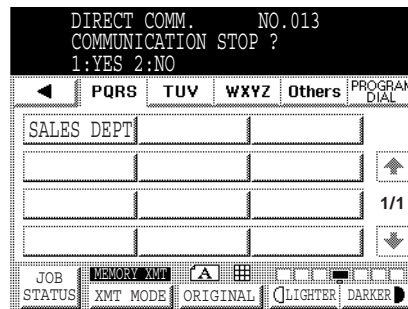 DIRECT COMM. NO.013
COMMUNICATION STOP ?
1:YES 2:NO
PQRS TUV WXYZ Others PROGRAM DIAL
SALES DEPT
1/1
MEMORY XMT A
JOB STATUS XMT MODE ORIGINAL LIGHTER DARKER